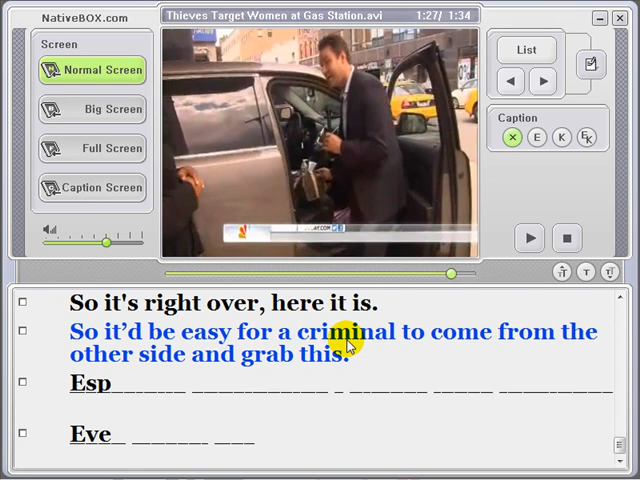 NativeBOX.com
Thieves Target Women at Gas Station.avi 1:27/ 1:34
Screen
Normal Screen
Big Screen
Full Screen
Caption Screen
List
Caption
× E K EK
T T T
So it's right over, here it is.
So it’d be easy for a criminal to come from the
other side and grab this.
Esp
Eve